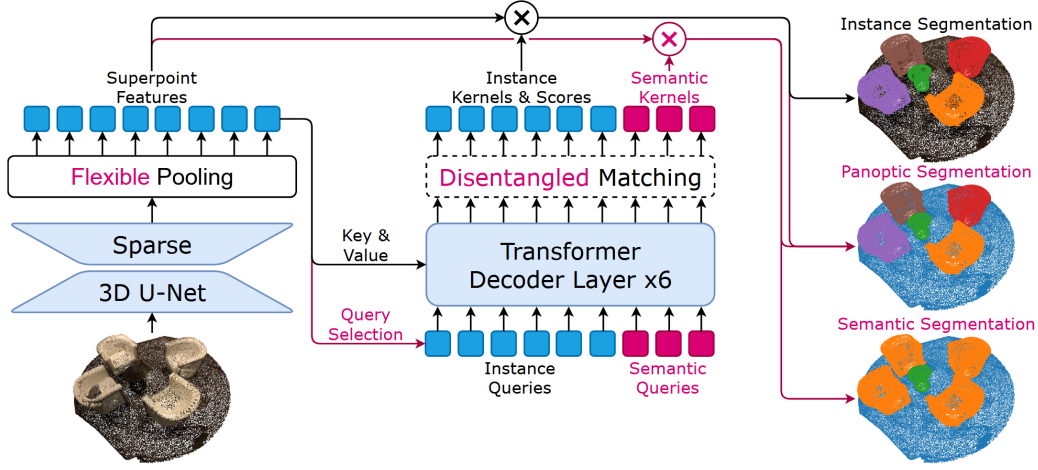 Instance Segmentation
Superpoint
Features
Instance
Kernels & Scores
Semantic
Kernels
Flexible Pooling
Disentangled Matching
Panoptic Segmentation
Sparse
3D U-Net
Key &
Value
Transformer
Decoder Layer x6
Query
Selection
Semantic Segmentation
Instance
Queries
Semantic
Queries